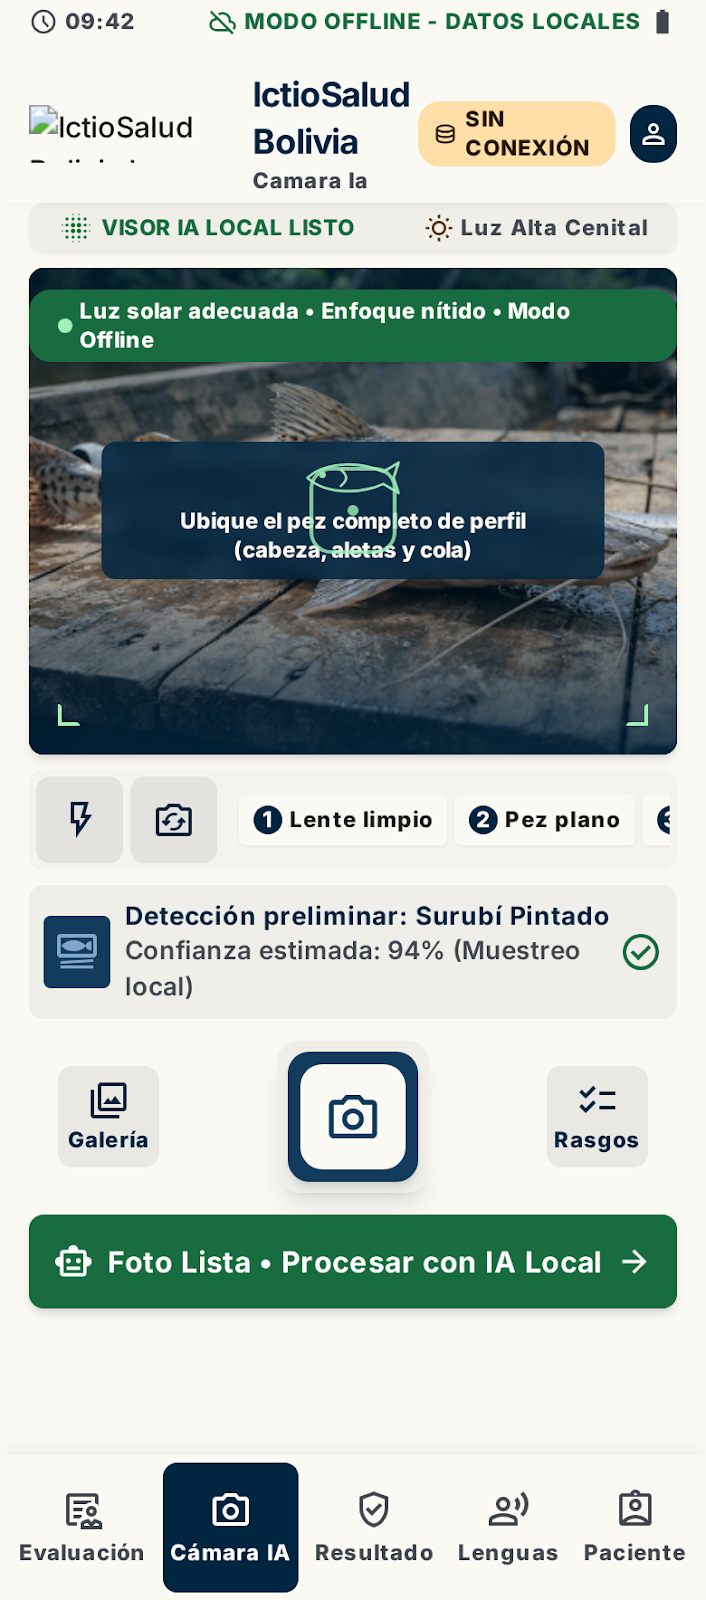 09:42
MODO OFFLINE - DATOS LOCALES
IctioSalud
IctioSalud
Bolivia
Camara Ia
SIN
CONEXIÓN
VISOR IA LOCAL LISTO
Luz Alta Cenital
Luz solar adecuada • Enfoque nítido • Modo
Offline
Ubique el pez completo de perfil
(cabeza, aletas y cola)
1 Lente limpio
2 Pez plano
Detección preliminar: Surubí Pintado
Confianza estimada: 94% (Muestreo
local)
Galería
Rasgos
Foto Lista • Procesar con IA Local
Evaluación
Cámara IA
Resultado
Lenguas
Paciente